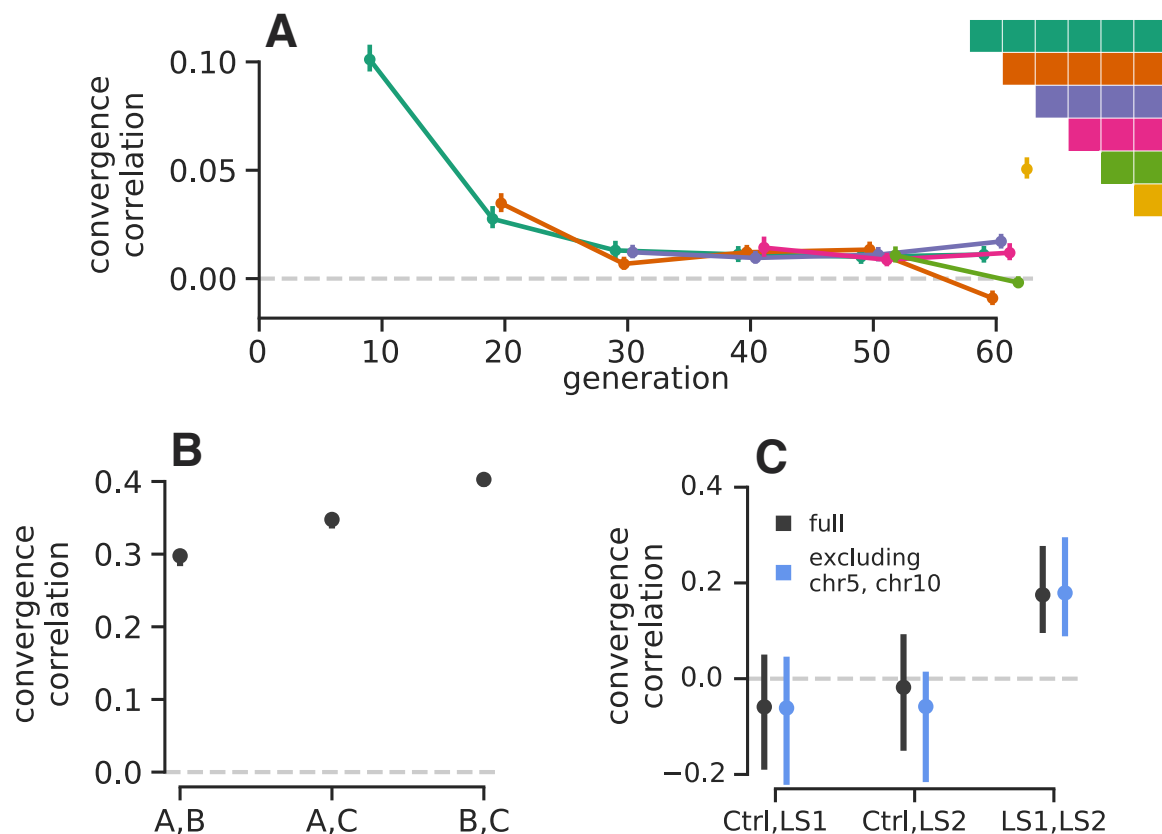 A
convergence
correlation
0.10
0.05
0.00
0 10 20 30 40 50 60
generation
B
convergence
correlation
0.4
0.3
0.2
0.1
0.0
A,B A,C B,C
C
convergence
correlation
0.4
0.2
0.0
−0.2
full
excluding
chr5, chr10
Ctrl,LS1 Ctrl,LS2 LS1,LS2